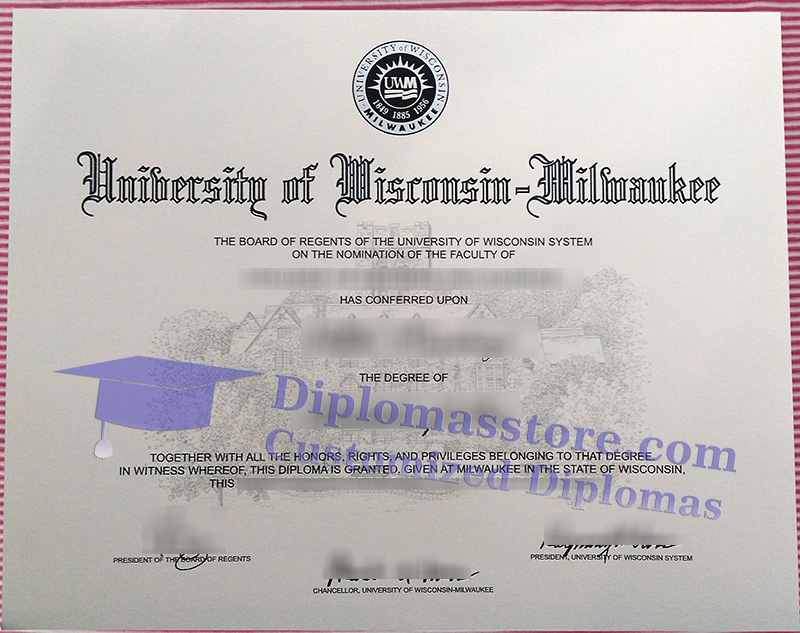 UNIVERSITY of WISCONSIN
UWM
1849 1885 1956
MILWAUKEE
University of Wisconsin-Milwaukee
THE BOARD OF REGENTS OF THE UNIVERSITY OF WISCONSIN SYSTEM
ON THE NOMINATION OF THE FACULTY OF
HAS CONFERRED UPON
THE DEGREE OF
Diplomasstore.com
Customized Diplomas
TOGETHER WITH ALL THE HONORS, RIGHTS, AND PRIVILEGES BELONGING TO THAT DEGREE.
IN WITNESS WHEREOF, THIS DIPLOMA IS GRANTED. GIVEN AT MILWAUKEE IN THE STATE OF WISCONSIN,
THIS
PRESIDENT OF THE BOARD OF REGENTS
PRESIDENT, UNIVERSITY OF WISCONSIN SYSTEM
CHANCELLOR, UNIVERSITY OF WISCONSIN-MILWAUKEE